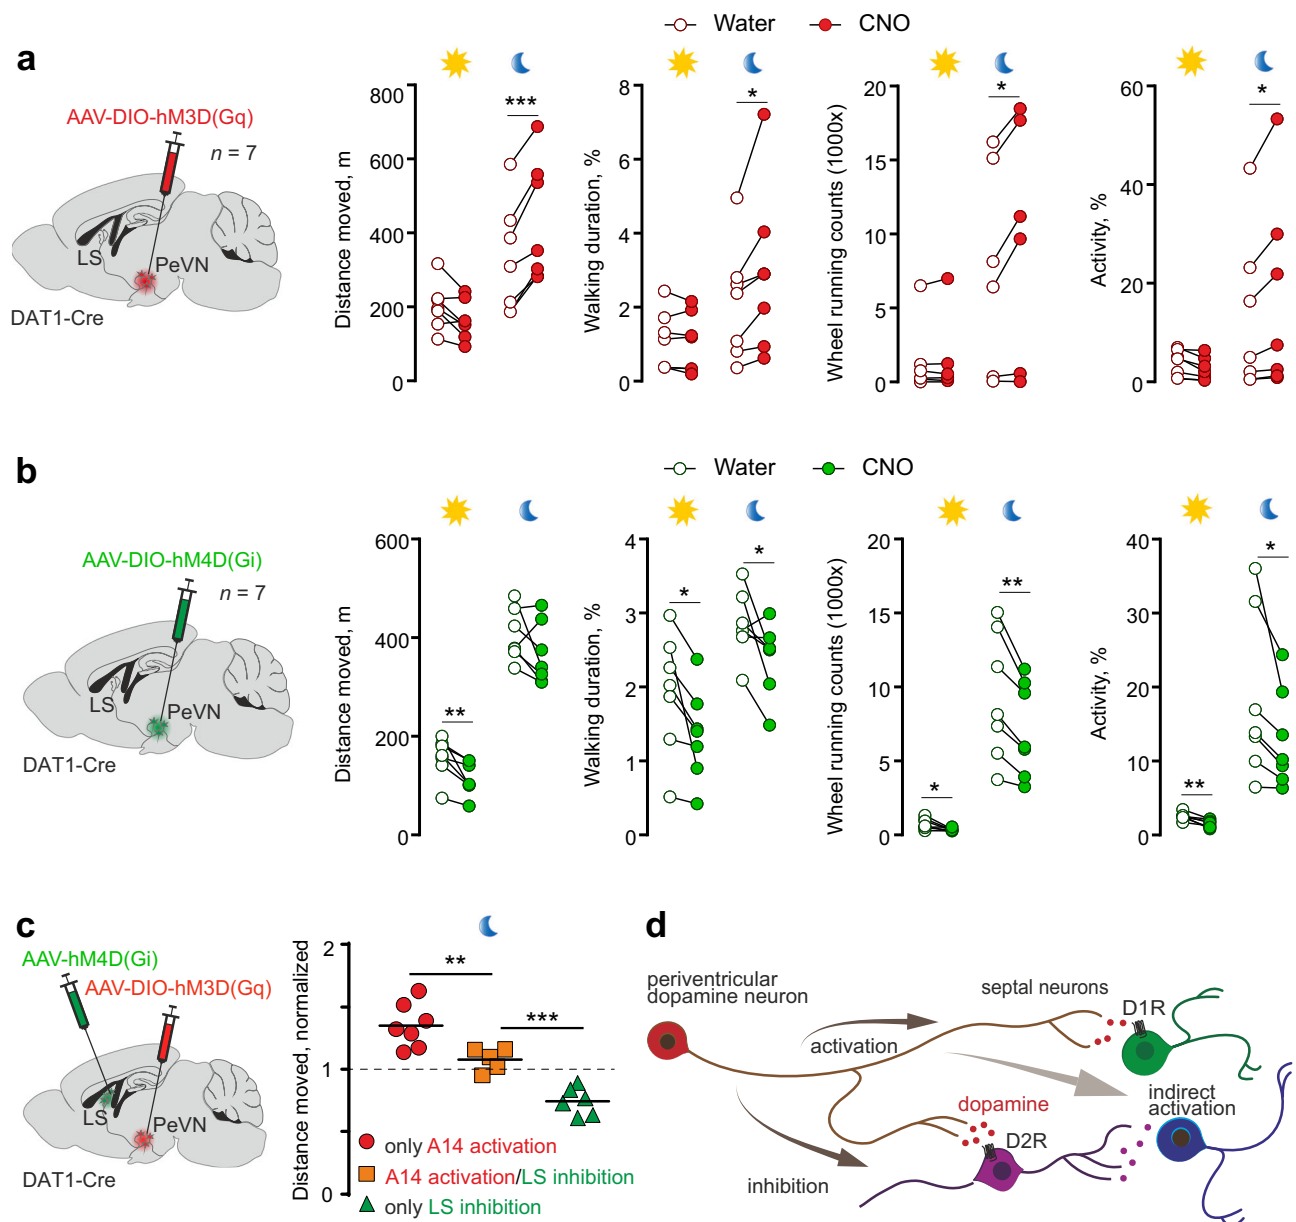 Water CNO
a
AAV-DIO-hM3D(Gq)
n = 7
LS
PeVN
DAT1-Cre
Distance moved, m
800
600
400
200
0
***
Walking duration, %
8
6
4
2
0
*
Wheel running counts (1000x)
20
15
10
5
0
*
Activity, %
60
40
20
0
*
b
Water CNO
AAV-DIO-hM4D(Gi)
n = 7
LS
PeVN
DAT1-Cre
Distance moved, m
600
400
200
0
**
Walking duration, %
4
3
2
1
0
*
*
Wheel running counts (1000x)
20
15
10
5
0
*
**
Activity, %
40
30
20
10
0
**
*
c
AAV-hM4D(Gi)
AAV-DIO-hM3D(Gq)
LS
PeVN
DAT1-Cre
Distance moved, normalized
2
1
0
**
***
only A14 activation
A14 activation/LS inhibition
only LS inhibition
d
periventricular
dopamine neuron
septal neurons
D1R
activation
indirect
activation
dopamine
D2R
inhibition